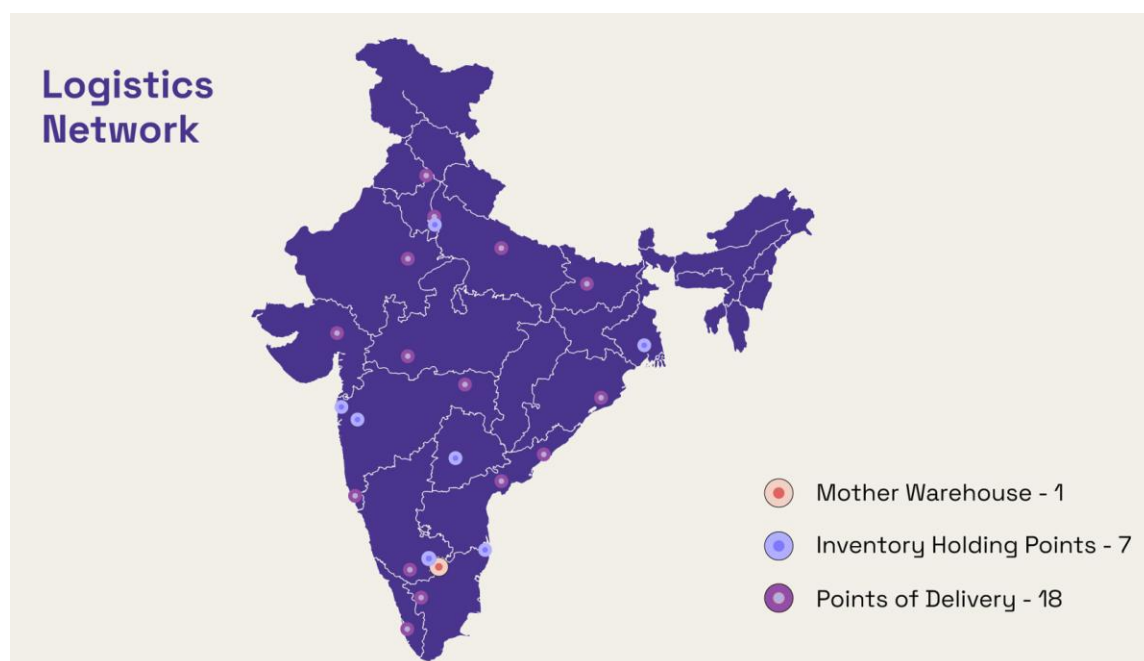 Logistics
Network
Mother Warehouse - 1
Inventory Holding Points - 7
Points of Delivery - 18